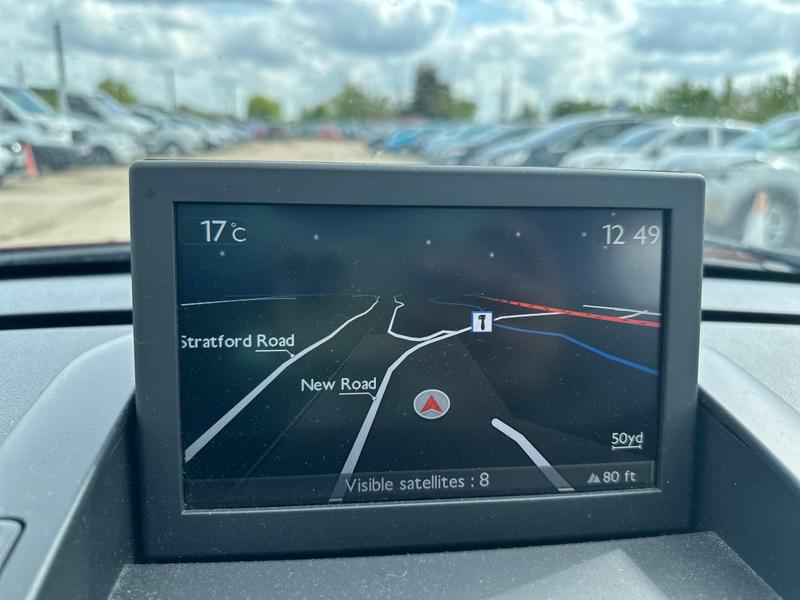 17°C
12 49
Stratford Road
New Road
50yd
Visible satellites : 8
80 ft